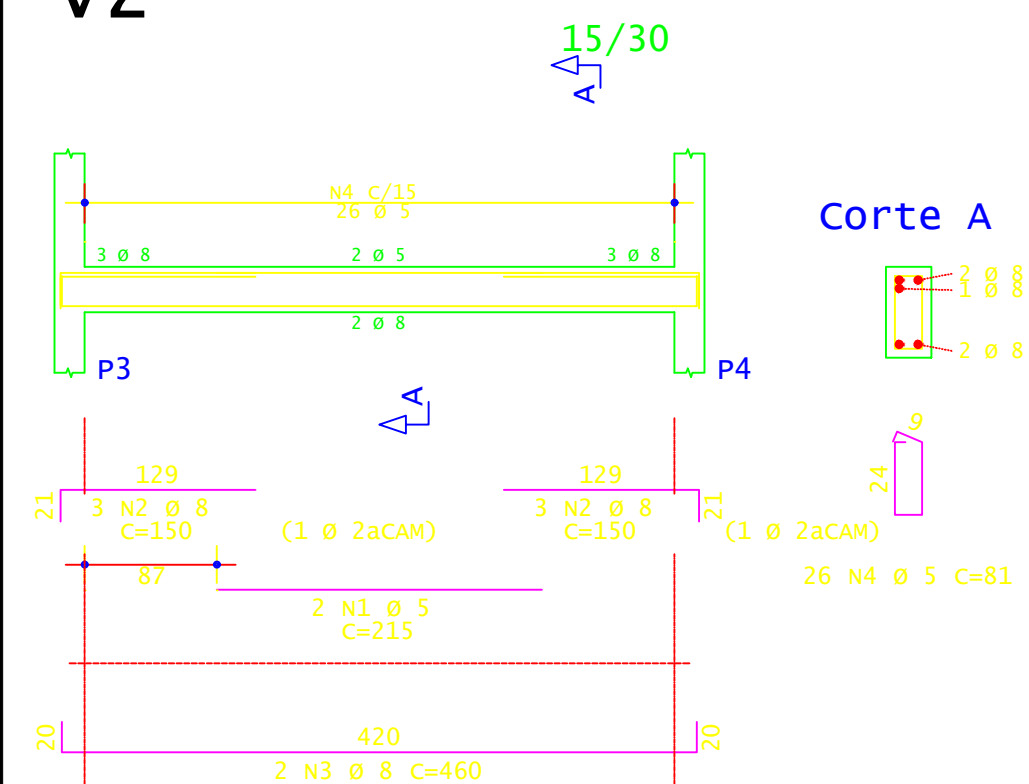 V2
15/30
A
N4 C/15
26 Ø 5
Corte A
3 Ø 8 2 Ø 5 3 Ø 8
2 Ø 8
1 Ø 8
2 Ø 8
2 Ø 8
P3 P4
A
9
24
129 129
21 3 N2 Ø 8 3 N2 Ø 8 21
C=150 (1 Ø 2aCAM) C=150 (1 Ø 2aCAM)
87 26 N4 Ø 5 C=81
2 N1 Ø 5
C=215
20 420 20
2 N3 Ø 8 C=460